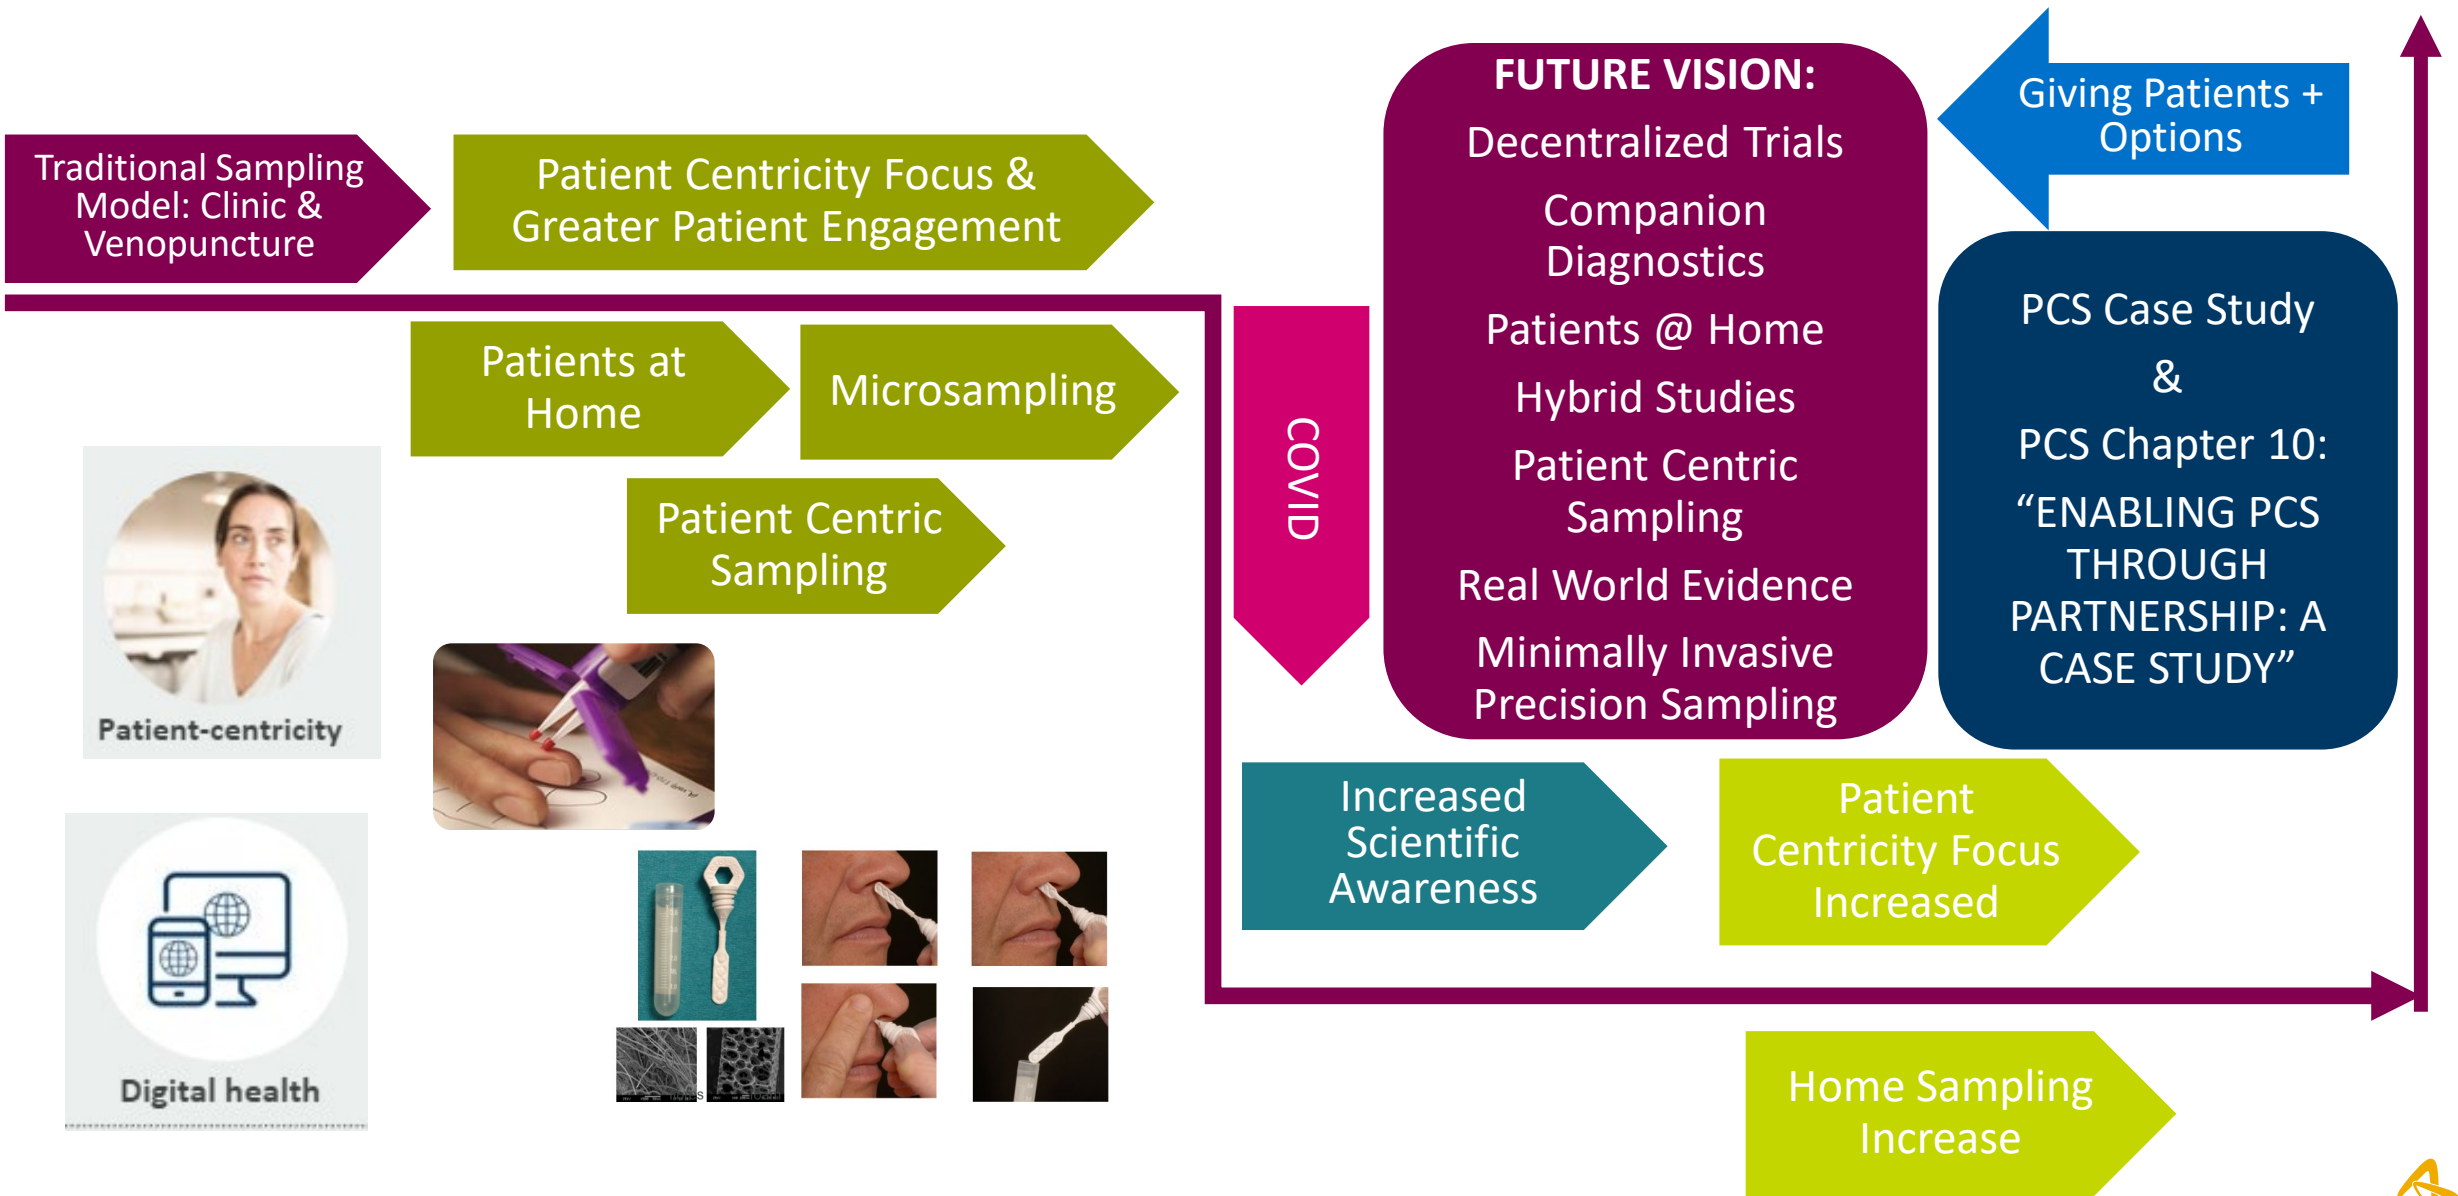 Traditional Sampling
Model: Clinic &
Venopuncture
Patient Centricity Focus &
Greater Patient Engagement
Patients at
Home
Microsampling
Patient Centric
Sampling
Patient-centricity
Digital health
COVID
FUTURE VISION:
Decentralized Trials
Companion
Diagnostics
Patients @ Home
Hybrid Studies
Patient Centric
Sampling
Real World Evidence
Minimally Invasive
Precision Sampling
Giving Patients +
Options
PCS Case Study
&
PCS Chapter 10:
“ENABLING PCS
THROUGH
PARTNERSHIP: A
CASE STUDY”
Increased
Scientific
Awareness
Patient
Centricity Focus
Increased
Home Sampling
Increase